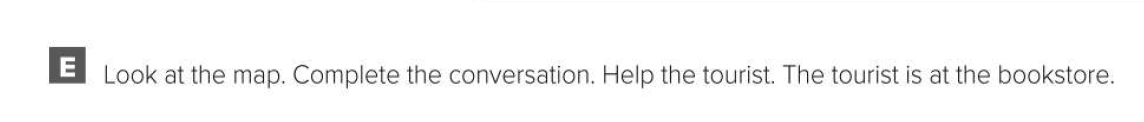 E Look at the map. Complete the conversation. Help the tourist. The tourist is at the bookstore.